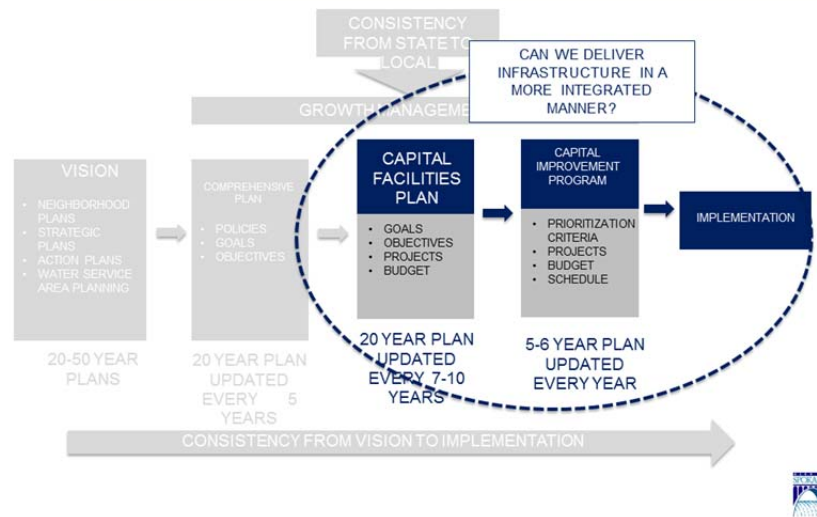 CONSISTENCY
FROM STATE TO
LOCAL
CAN WE DELIVER
INFRASTRUCTURE IN A
MORE INTEGRATED
MANNER?
VISION
• NEIGHBORHOOD
PLANS
• STRATEGIC
PLANS
• ACTION PLANS
• WATER SERVICE
AREA PLANNING
20-50 YEAR
PLANS
COMPREHENSIVE
PLAN
• POLICIES
• GOALS
• OBJECTIVES
20 YEAR PLAN
UPDATED
EVERY 5
YEARS
GROWTH MANAGEME
CAPITAL
FACILITIES
PLAN
• GOALS
• OBJECTIVES
• PROJECTS
• BUDGET
20 YEAR PLAN
UPDATED
EVERY 7-10
YEARS
CAPITAL
IMPROVEMENT
PROGRAM
• PRIORITIZATION
CRITERIA
• PROJECTS
• BUDGET
• SCHEDULE
5-6 YEAR PLAN
UPDATED
EVERY YEAR
IMPLEMENTATION
CONSISTENCY FROM VISION TO IMPLEMENTATION